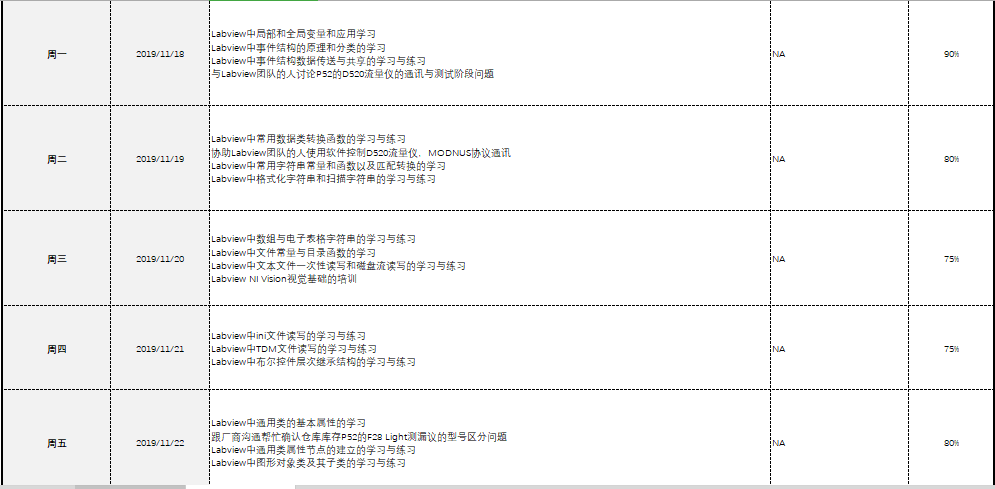 周一
2019/11/18
Labview中局部和全局变量和应用学习
Labview中事件结构的原理和分类的学习
Labview中事件结构数据传送与共享的学习与练习
与Labview团队的人讨论P52的D520流量仪的通讯与测试阶段问题
NA
90%
周二
2019/11/19
Labview中常用数据类转换函数的学习与练习
协助Labview团队的人使用软件控制D520流量仪，MODNUS协议通讯
Labview中常用字符串常量和函数以及匹配转换的学习
Labview中格式化字符串和扫描字符串的学习与练习
NA
80%
周三
2019/11/20
Labview中数组与电子表格字符串的学习与练习
Labview中文件常量与目录函数的学习
Labview中文本文件一次性读写和磁盘流读写的学习与练习
Labview NI Vision视觉基础的培训
NA
75%
周四
2019/11/21
Labview中ini文件读写的学习与练习
Labview中TDM文件读写的学习与练习
Labview中布尔控件层次继承结构的学习与练习
NA
75%
周五
2019/11/22
Labview中通用类的基本属性的学习
跟厂商沟通帮忙确认仓库库存P52的F28 Light测漏议的型号区分问题
Labview中通用类属性节点的建立的学习与练习
Labview中图形对象类及其子类的学习与练习
NA
80%